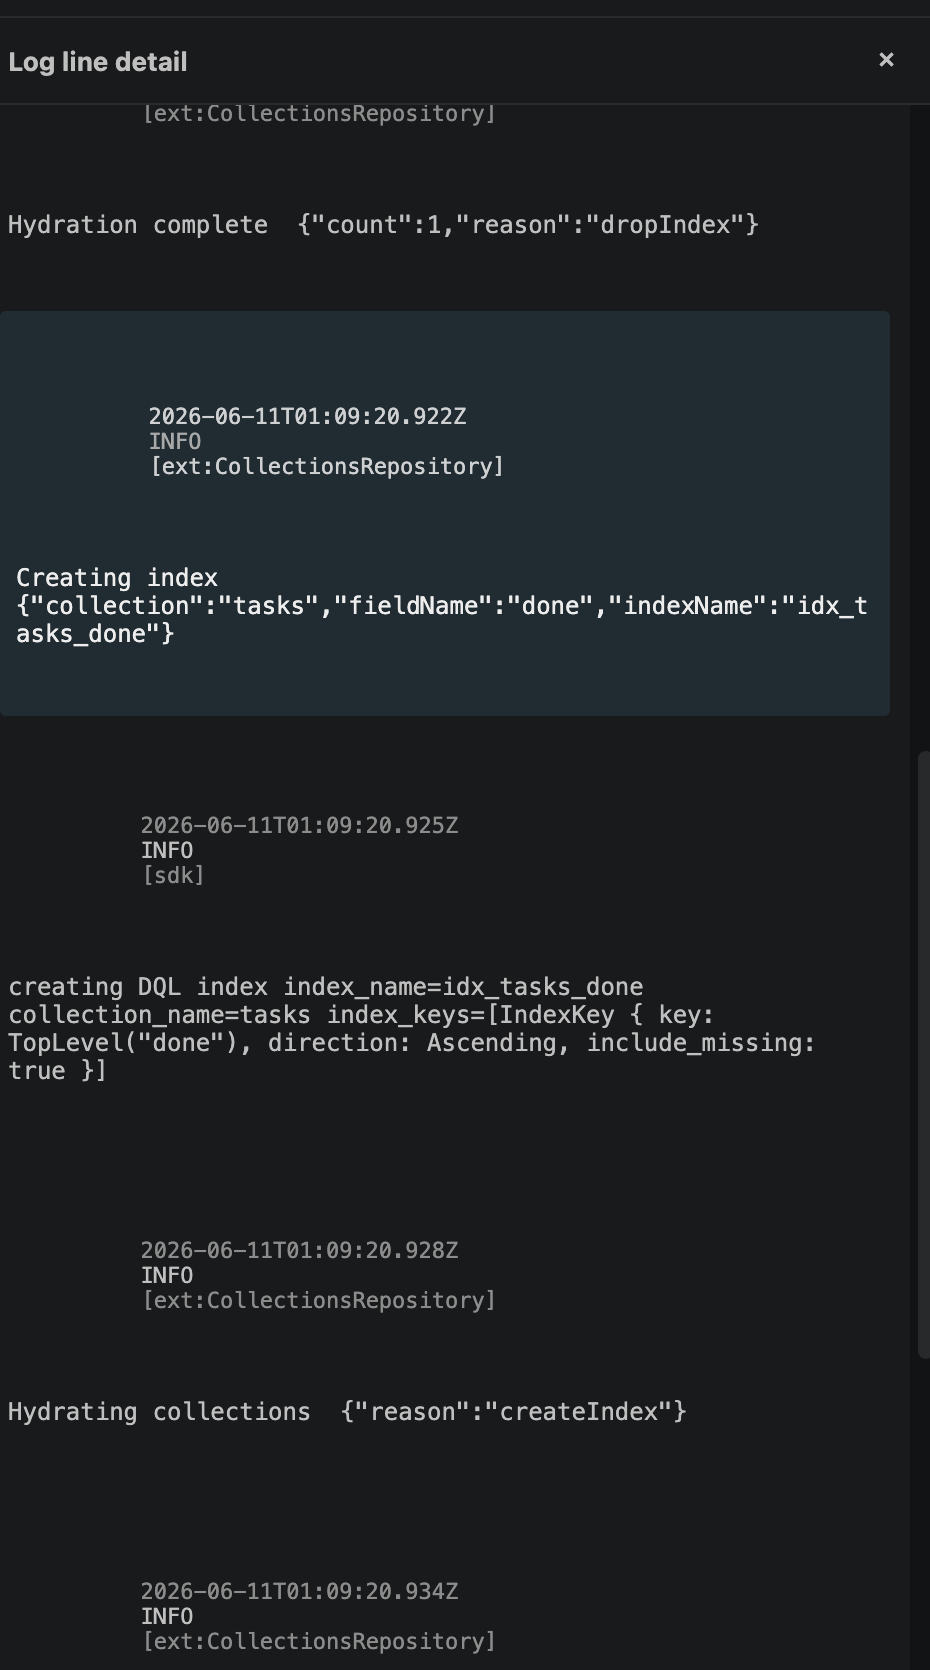 Log line detail
×
[ext:CollectionsRepository]
Hydration complete  {"count":1,"reason":"dropIndex"}
2026-06-11T01:09:20.922Z
INFO
[ext:CollectionsRepository]
Creating index
{"collection":"tasks","fieldName":"done","indexName":"idx_t
asks_done"}
2026-06-11T01:09:20.925Z
INFO
[sdk]
creating DQL index index_name=idx_tasks_done
collection_name=tasks index_keys=[IndexKey { key:
TopLevel("done"), direction: Ascending, include_missing:
true }]
2026-06-11T01:09:20.928Z
INFO
[ext:CollectionsRepository]
Hydrating collections  {"reason":"createIndex"}
2026-06-11T01:09:20.934Z
INFO
[ext:CollectionsRepository]